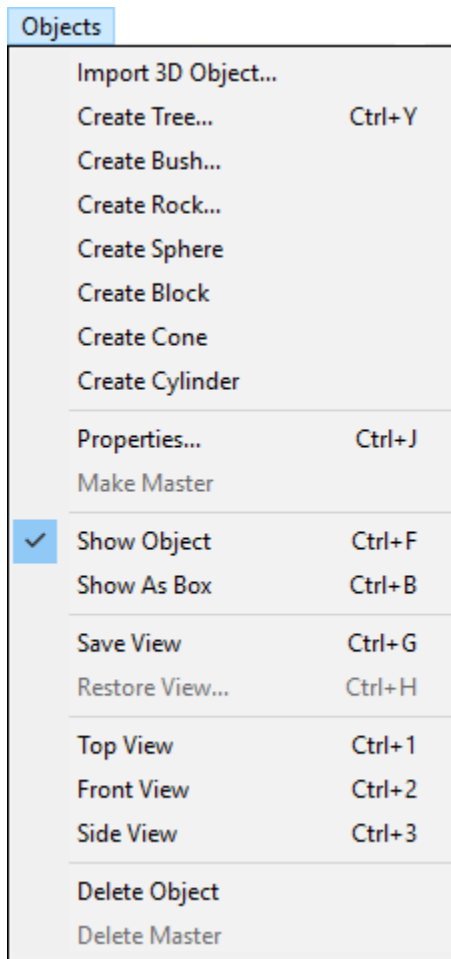 Objects
Import 3D Object...
Create Tree... Ctrl+Y
Create Bush...
Create Rock...
Create Sphere
Create Block
Create Cone
Create Cylinder
Properties... Ctrl+J
Make Master
Show Object Ctrl+F
Show As Box Ctrl+B
Save View Ctrl+G
Restore View... Ctrl+H
Top View Ctrl+1
Front View Ctrl+2
Side View Ctrl+3
Delete Object
Delete Master